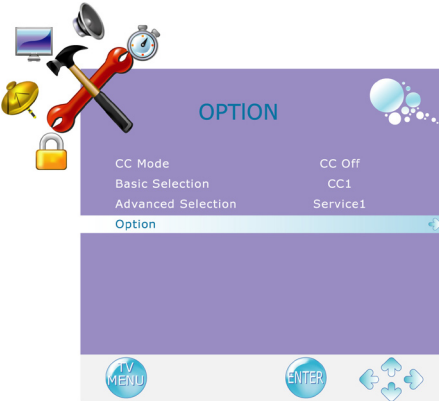 OPTION
CC Mode CC Off
Basic Selection CC1
Advanced Selection Service1
Option
TV MENU ENTER